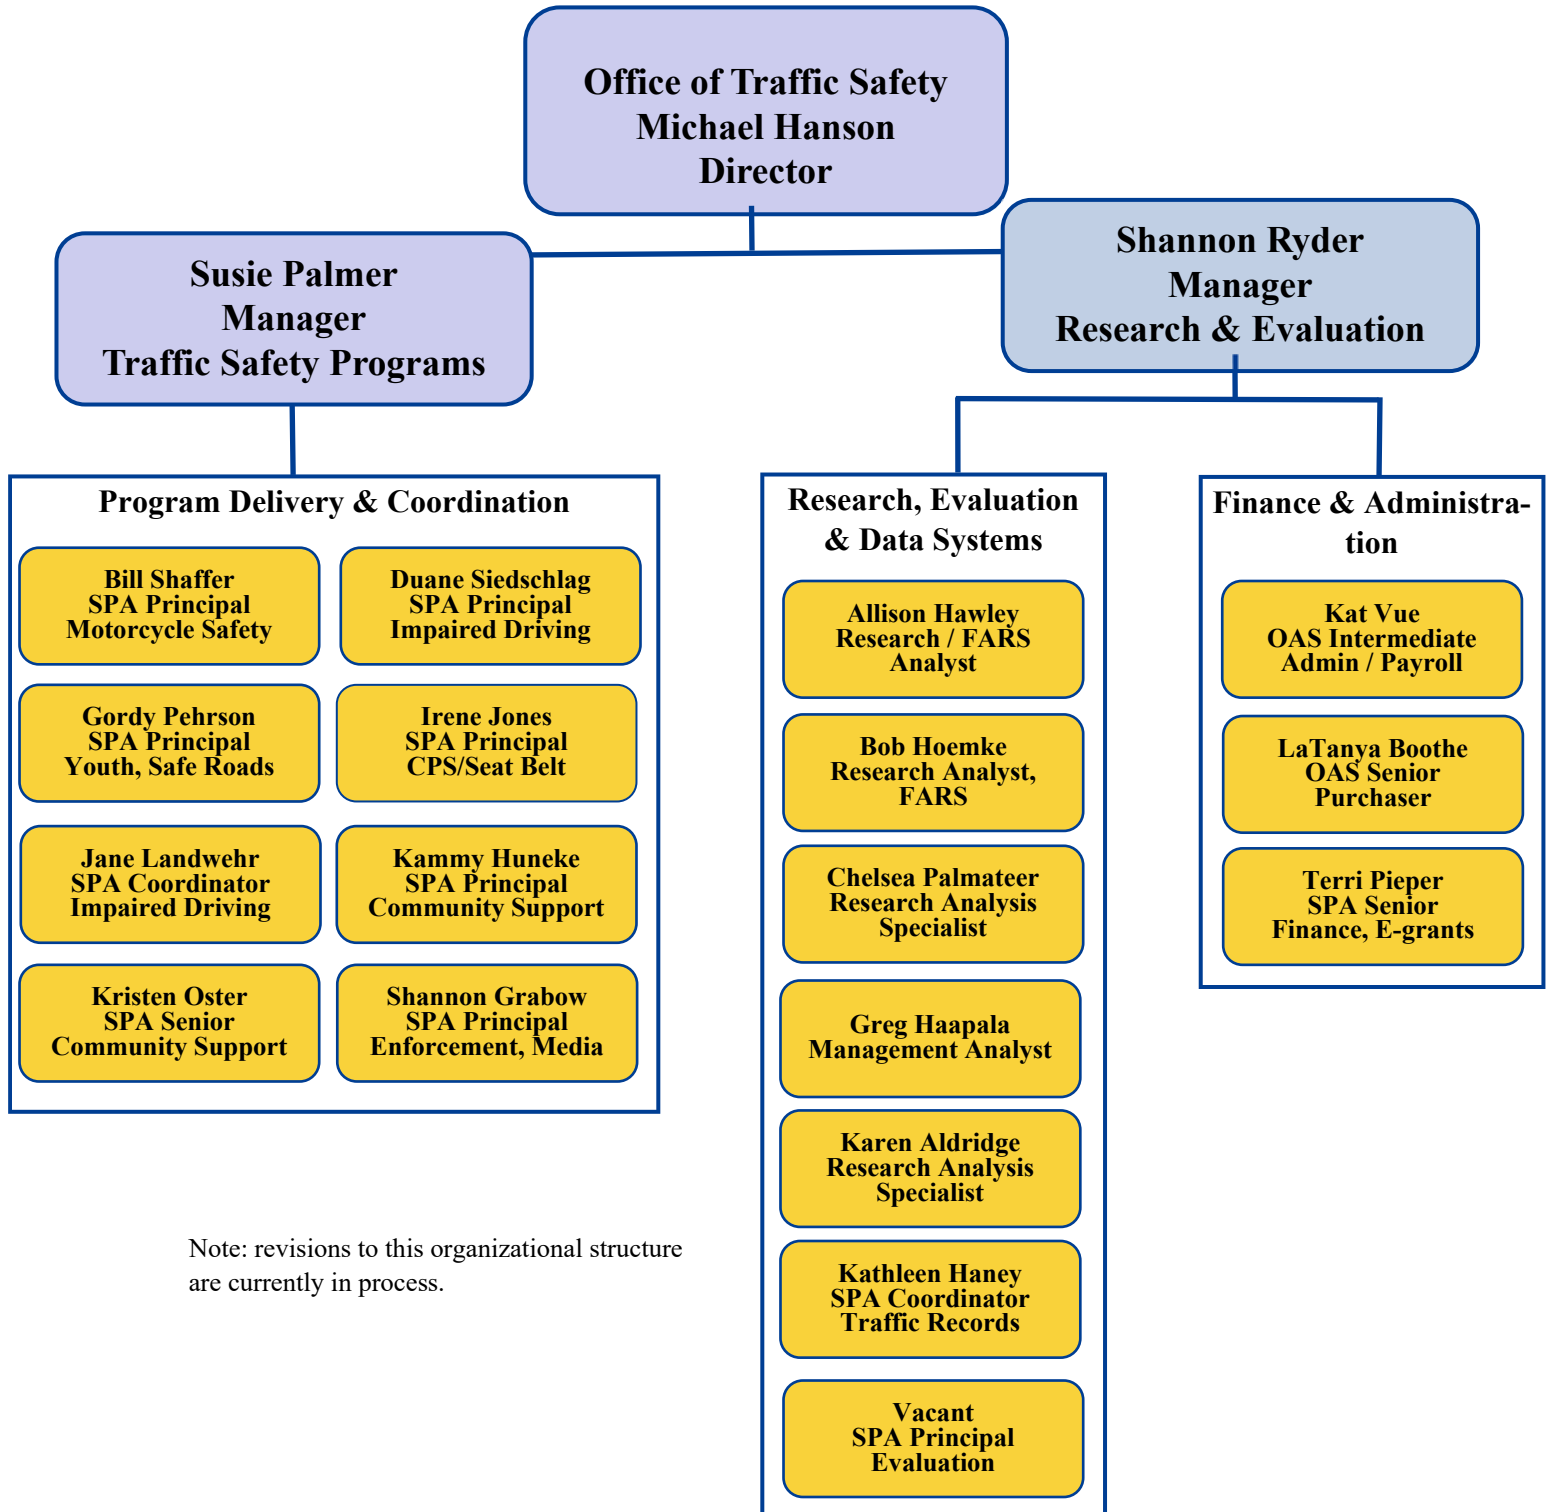 Office of Traffic Safety
Michael Hanson
Director
Susie Palmer
Manager
Traffic Safety Programs
Shannon Ryder
Manager
Research & Evaluation
Program Delivery & Coordination
Bill Shaffer
SPA Principal
Motorcycle Safety
Duane Siedschlag
SPA Principal
Impaired Driving
Gordy Pehrson
SPA Principal
Youth, Safe Roads
Irene Jones
SPA Principal
CPS/Seat Belt
Jane Landwehr
SPA Coordinator
Impaired Driving
Kammy Huneke
SPA Principal
Community Support
Kristen Oster
SPA Senior
Community Support
Shannon Grabow
SPA Principal
Enforcement, Media
Research, Evaluation
& Data Systems
Allison Hawley
Research / FARS
Analyst
Bob Hoemke
Research Analyst,
FARS
Chelsea Palmateer
Research Analysis
Specialist
Greg Haapala
Management Analyst
Karen Aldridge
Research Analysis
Specialist
Kathleen Haney
SPA Coordinator
Traffic Records
Vacant
SPA Principal
Evaluation
Finance & Administra-
tion
Kat Vue
OAS Intermediate
Admin / Payroll
LaTanya Boothe
OAS Senior
Purchaser
Terri Pieper
SPA Senior
Finance, E-grants
Note: revisions to this organizational structure
are currently in process.